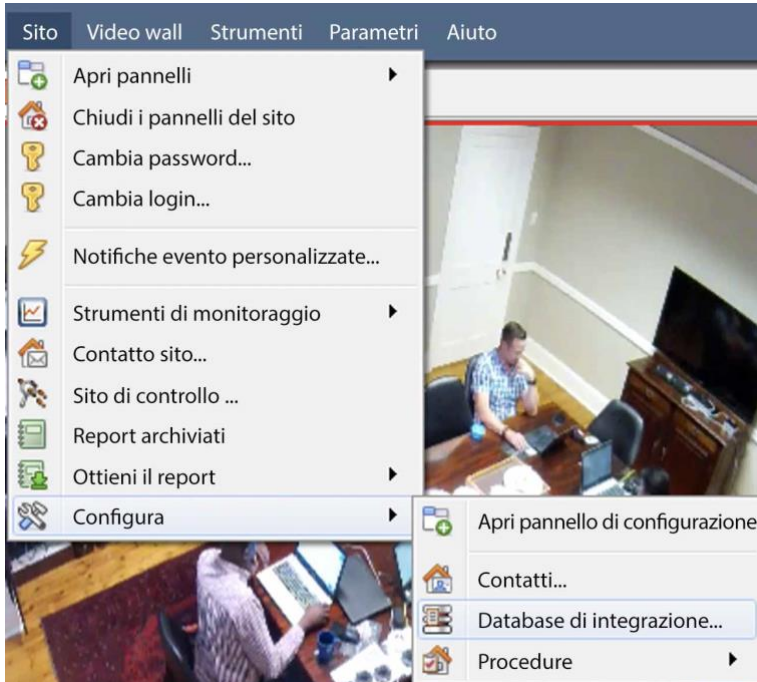 Sito Video wall Strumenti Parametri Aiuto
Apri pannelli
Chiudi i pannelli del sito
Cambia password...
Cambia login...
Notifiche evento personalizzate...
Strumenti di monitoraggio
Contatto sito...
Sito di controllo ...
Report archiviati
Ottieni il report
Configura
Apri pannello di configurazione
Contatti...
Database di integrazione...
Procedure